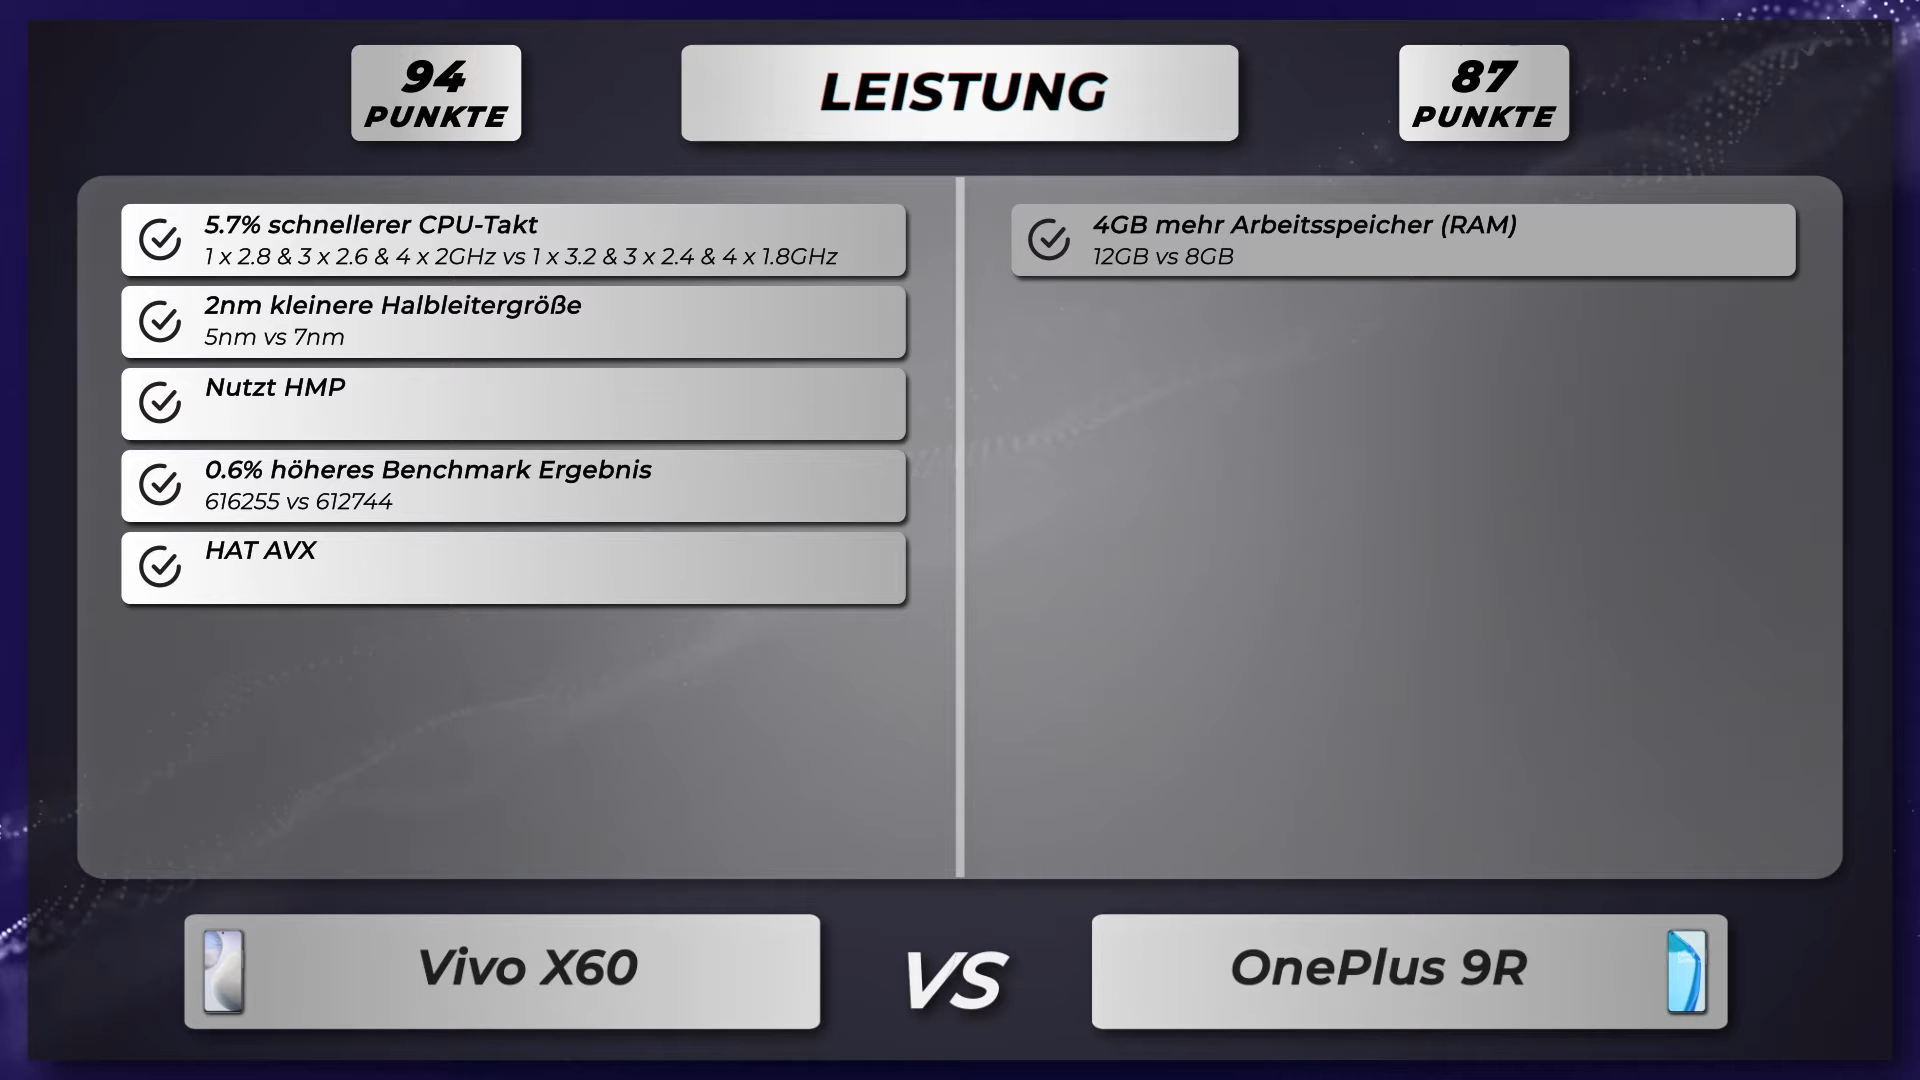 94
PUNKTE
LEISTUNG
87
PUNKTE
5.7% schnellerer CPU-Takt
1 x 2.8 & 3 x 2.6 & 4 x 2GHz vs 1 x 3.2 & 3 x 2.4 & 4 x 1.8GHz
2nm kleinere Halbleitergröße
5nm vs 7nm
Nutzt HMP
0.6% höheres Benchmark Ergebnis
616255 vs 612744
HAT AVX
4GB mehr Arbeitsspeicher (RAM)
12GB vs 8GB
Vivo X60
VS
OnePlus 9R